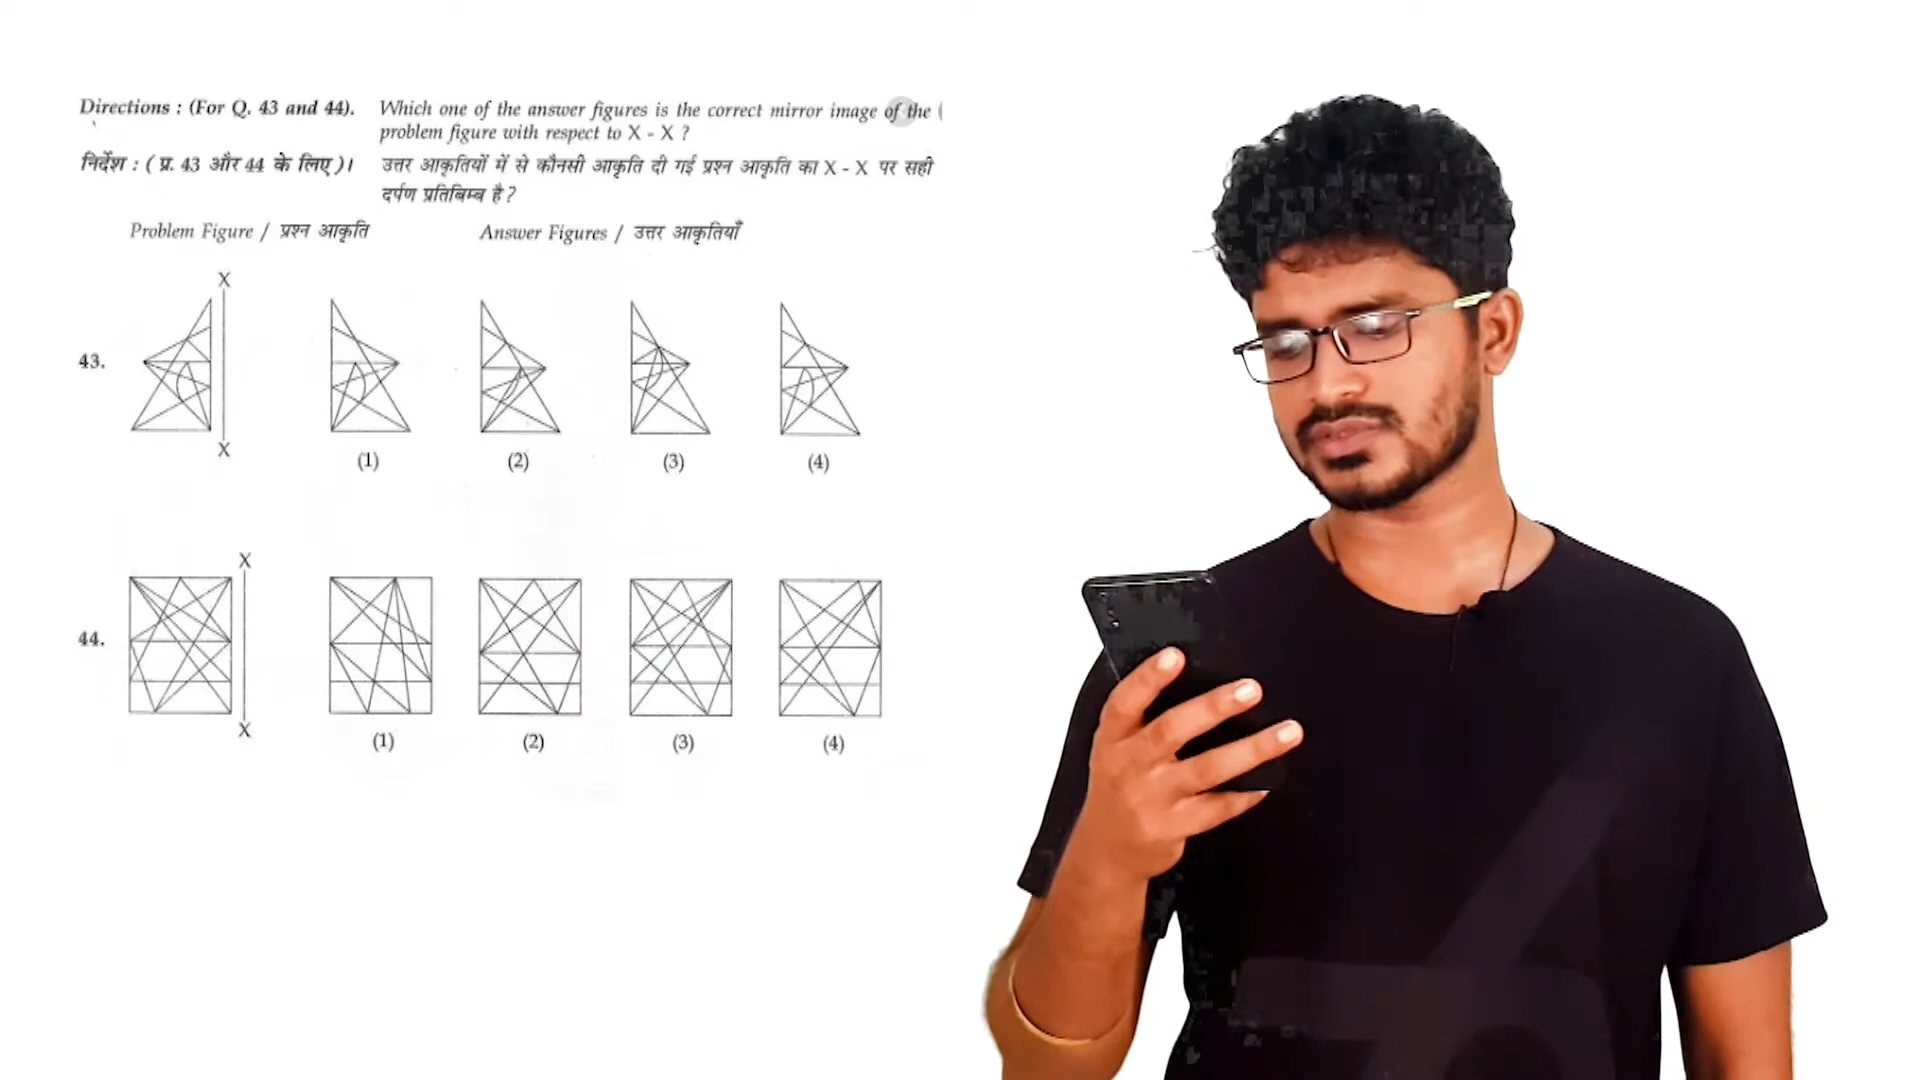 Directions : (For Q. 43 and 44). Which one of the answer figures is the correct mirror image of the
problem figure with respect to X - X ?
निर्देश : ( प्र. 43 और 44 के लिए )। उत्तर आकृतियों में से कौनसी आकृति दी गई प्रश्न आकृति का X - X पर सही
दर्पण प्रतिबिम्ब है ?
Problem Figure / प्रश्न आकृति Answer Figures / उत्तर आकृतियाँ
X
43.
X
(1) (2) (3) (4)
X
44.
X
(1) (2) (3) (4)